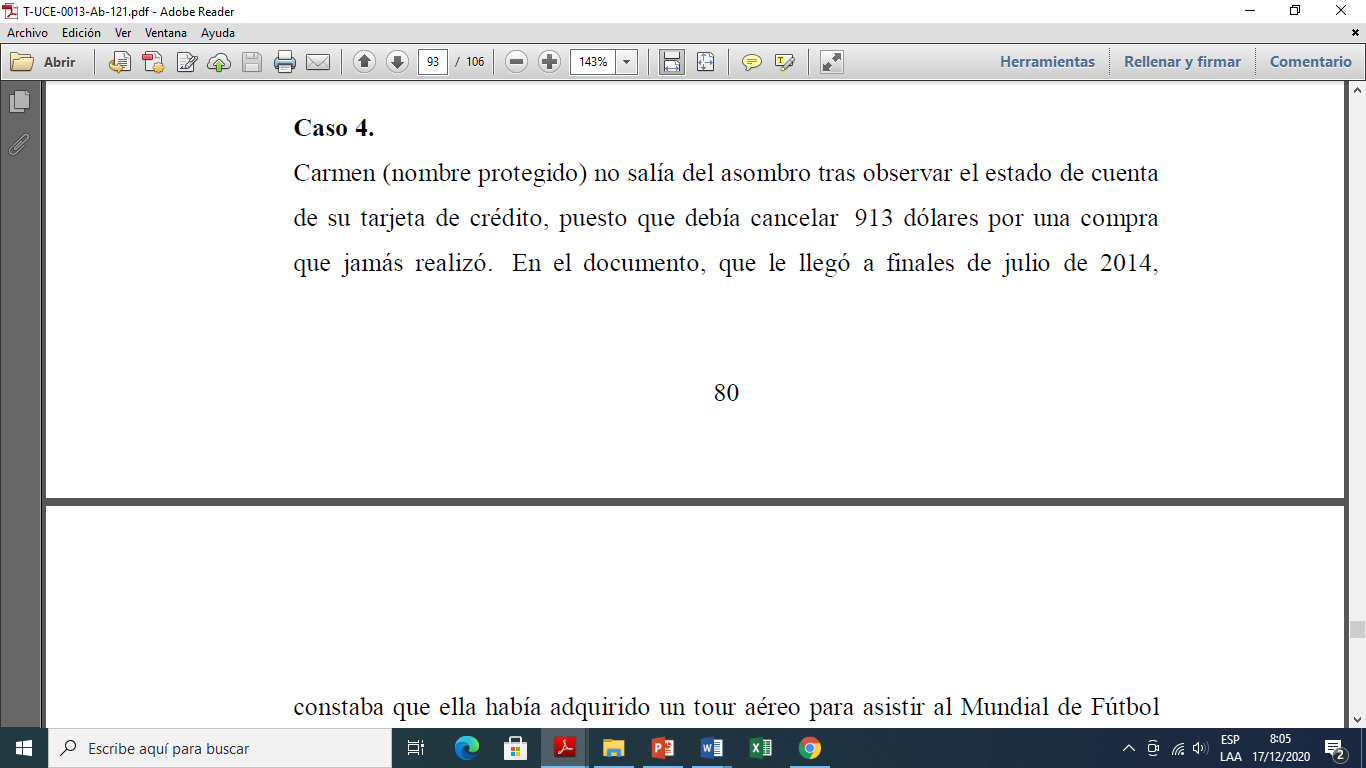 T-UCE-0013-Ab-121.pdf - Adobe Reader
Archivo Edición Ver Ventana Ayuda
Abrir 93 / 106 143% Herramientas Rellenar y firmar Comentario
Caso 4.
Carmen (nombre protegido) no salía del asombro tras observar el estado de cuenta
de su tarjeta de crédito, puesto que debía cancelar 913 dólares por una compra
que jamás realizó. En el documento, que le llegó a finales de julio de 2014,
80
constaba que ella había adquirido un tour aéreo para asistir al Mundial de Fútbol
Escribe aquí para buscar
ESP 8:05
LAA 17/12/2020 2